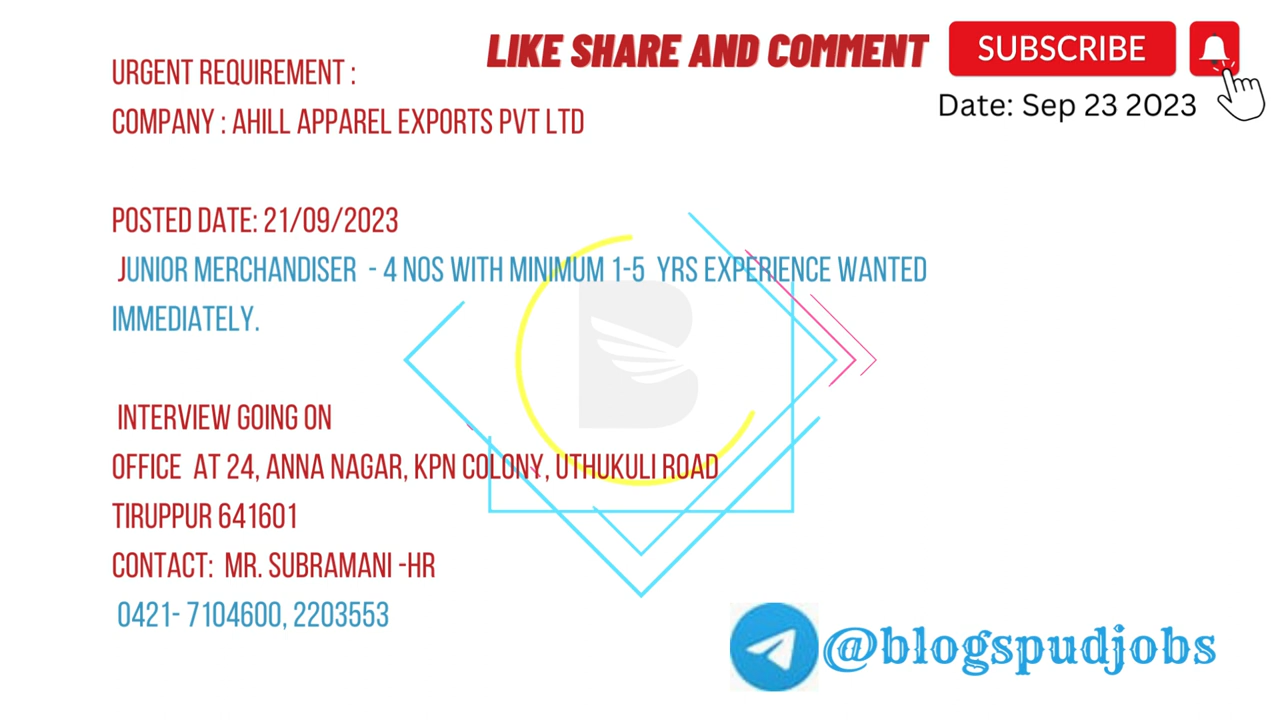 LIKE SHARE AND COMMENT
SUBSCRIBE
Date: Sep 23 2023
URGENT REQUIREMENT :
COMPANY : AHILL APPAREL EXPORTS PVT LTD
POSTED DATE: 21/09/2023
JUNIOR MERCHANDISER - 4 NOS WITH MINIMUM 1-5 YRS EXPERIENCE WANTED
IMMEDIATELY.
INTERVIEW GOING ON
OFFICE AT 24, ANNA NAGAR, KPN COLONY, UTHUKULI ROAD
TIRUPPUR 641601
CONTACT: MR. SUBRAMANI -HR
0421- 7104600, 2203553
B
@blogspudjobs